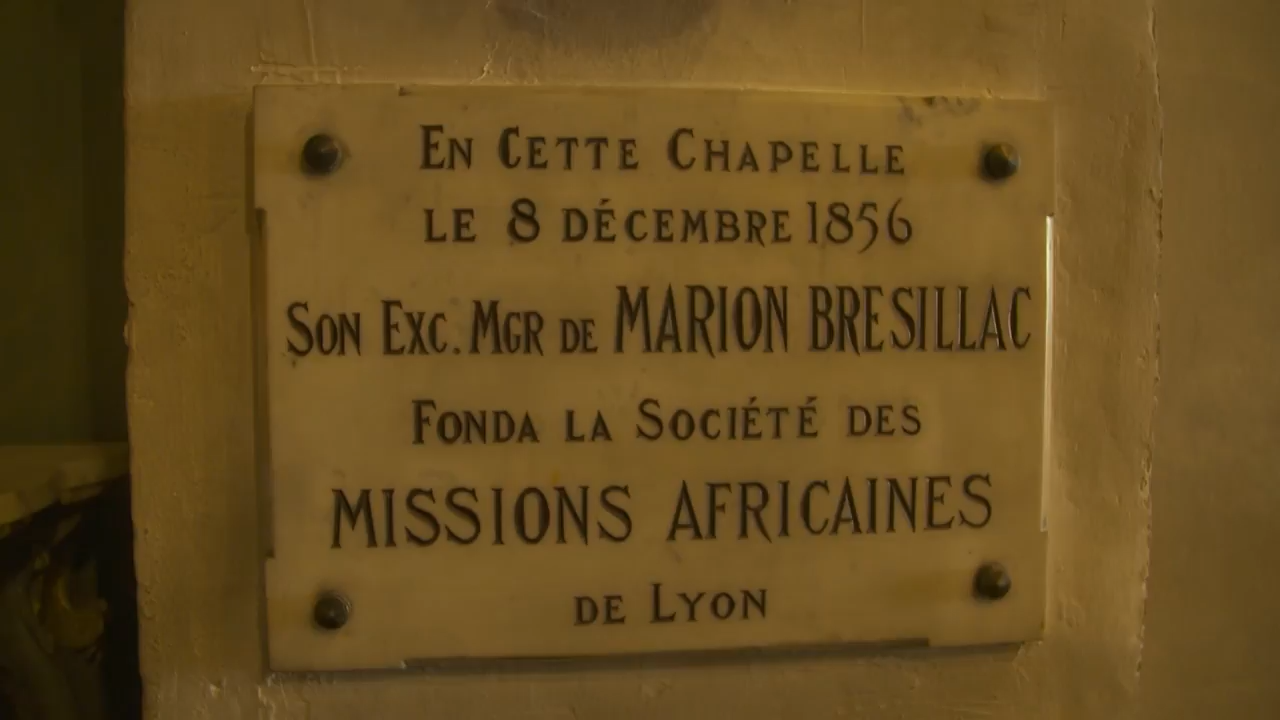 En Cette Chapelle
le 8 décembre 1856
Son Exc. Mgr de MARION BRESILLAC
Fonda la Société des
MISSIONS AFRICAINES
de Lyon